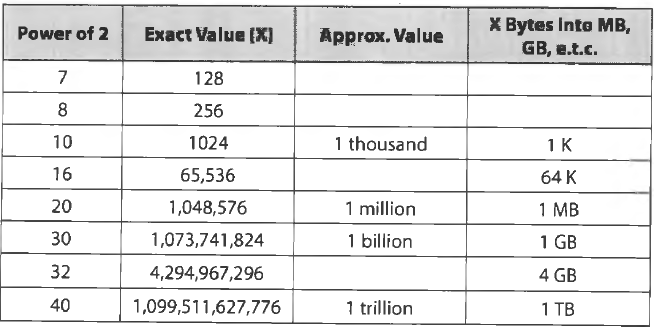 Power of 2 Exact Value (X) Approx. Value X Bytes Into MB, GB, e.t.c.
7 128
8 256
10 1024 1 thousand 1 K
16 65,536 64 K
20 1,048,576 1 million 1 MB
30 1,073,741,824 1 billion 1 GB
32 4,294,967,296 4 GB
40 1,099,511,627,776 1 trillion 1 TB